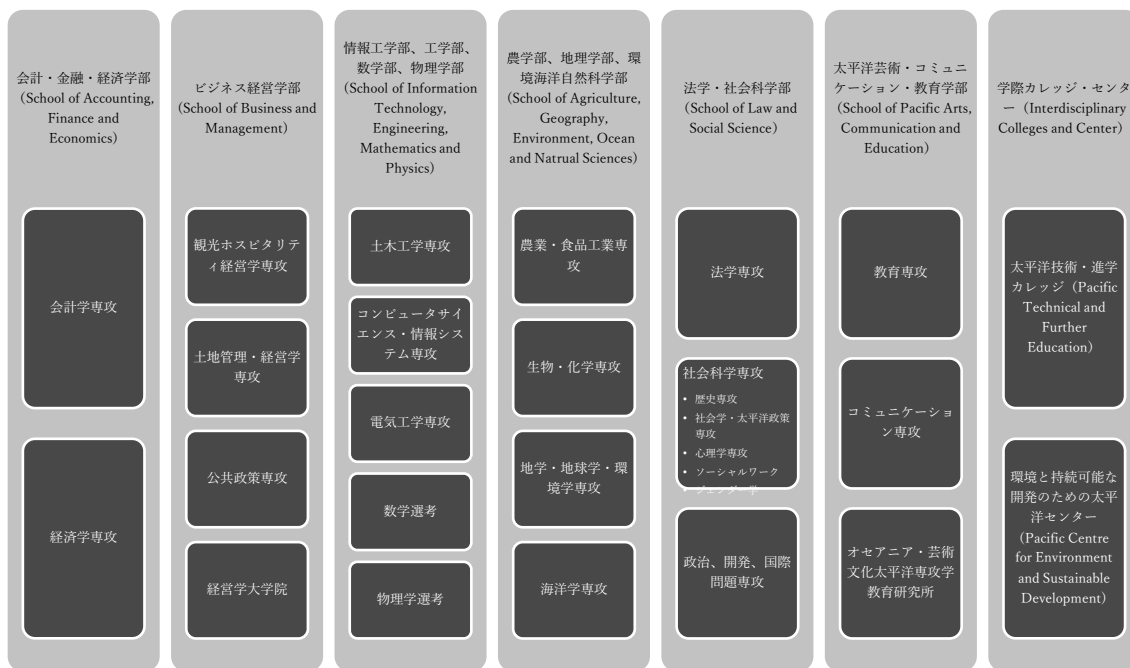 会計・金融・経済学部
（School of Accounting,
Finance and
Economics）
会計学専攻
経済学専攻
ビジネス経営学部
（School of Business and
Management）
観光ホスピタリテ
ィ経営学専攻
土地管理・経営学
専攻
公共政策専攻
経営学大学院
情報工学部、工学部、
数学部、物理学部
（School of Information
Technology,
Engineering,
Mathematics and
Physics）
土木工学専攻
コンピュータサイ
エンス・情報シス
テム専攻
電気工学専攻
数学選考
物理学選考
農学部、地理学部、環
境海洋自然科学部
（School of Agriculture,
Geography,
Environment, Ocean
and Natrual Sciences）
農業・食品工業専
攻
生物・化学専攻
地学・地球学・環
境学専攻
海洋学専攻
法学・社会科学部
（School of Law and
Social Science）
法学専攻
社会科学専攻
• 歴史専攻
• 社会学・太平洋政策
専攻
• 心理学専攻
• ソーシャルワーク
• ジェンダー学
政治、開発、国際
問題専攻
太平洋芸術・コミュニ
ケーション・教育学部
（School of Pacific Arts,
Communication and
Education）
教育専攻
コミュニケーショ
ン専攻
オセアニア・芸術
文化太平洋専攻学
教育研究所
学際カレッジ・センタ
ー（Interdisciplinary
Colleges and Center）
太平洋技術・進学
カレッジ（Pacific
Technical and
Further
Education）
環境と持続可能な
開発のための太平
洋センター
（Pacific Centre
for Environment
and Sustainable
Development）